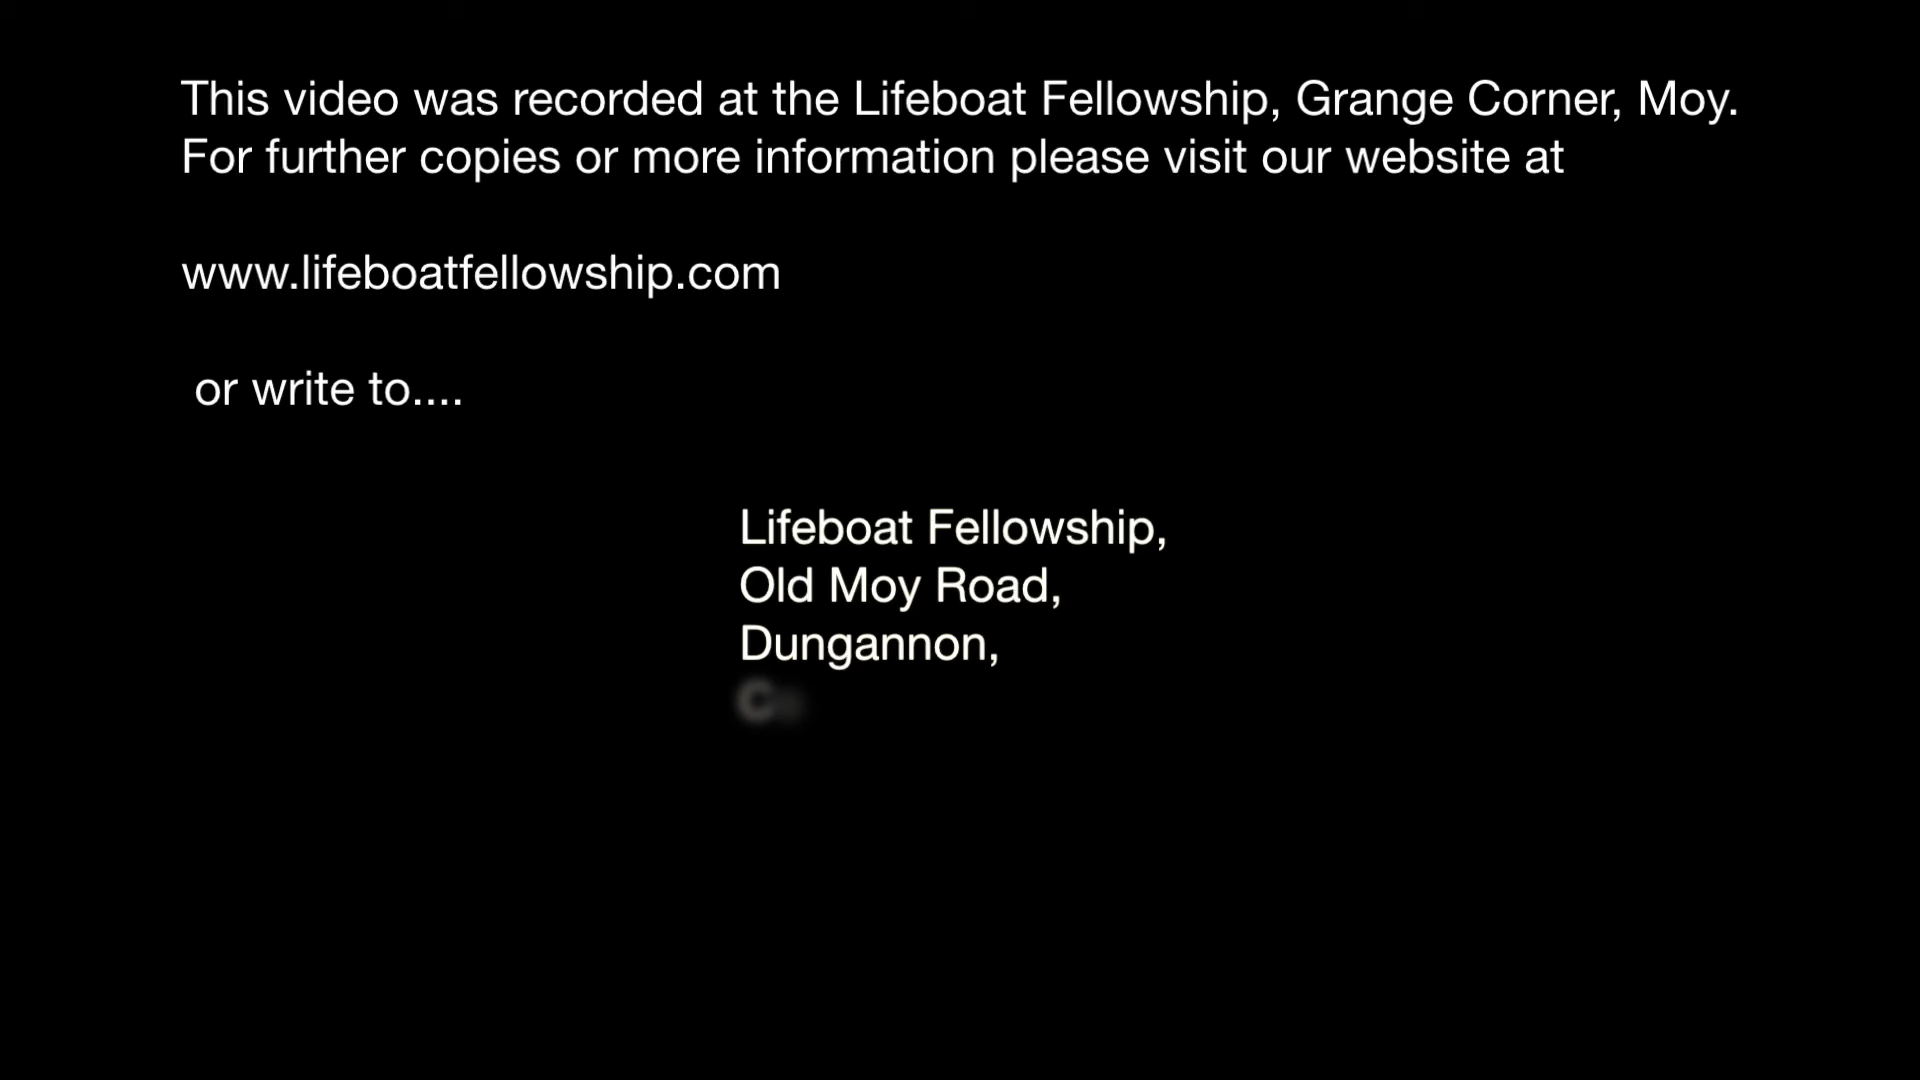 This video was recorded at the Lifeboat Fellowship, Grange Corner, Moy.
For further copies or more information please visit our website at
www.lifeboatfellowship.com
or write to....
Lifeboat Fellowship,
Old Moy Road,
Dungannon,